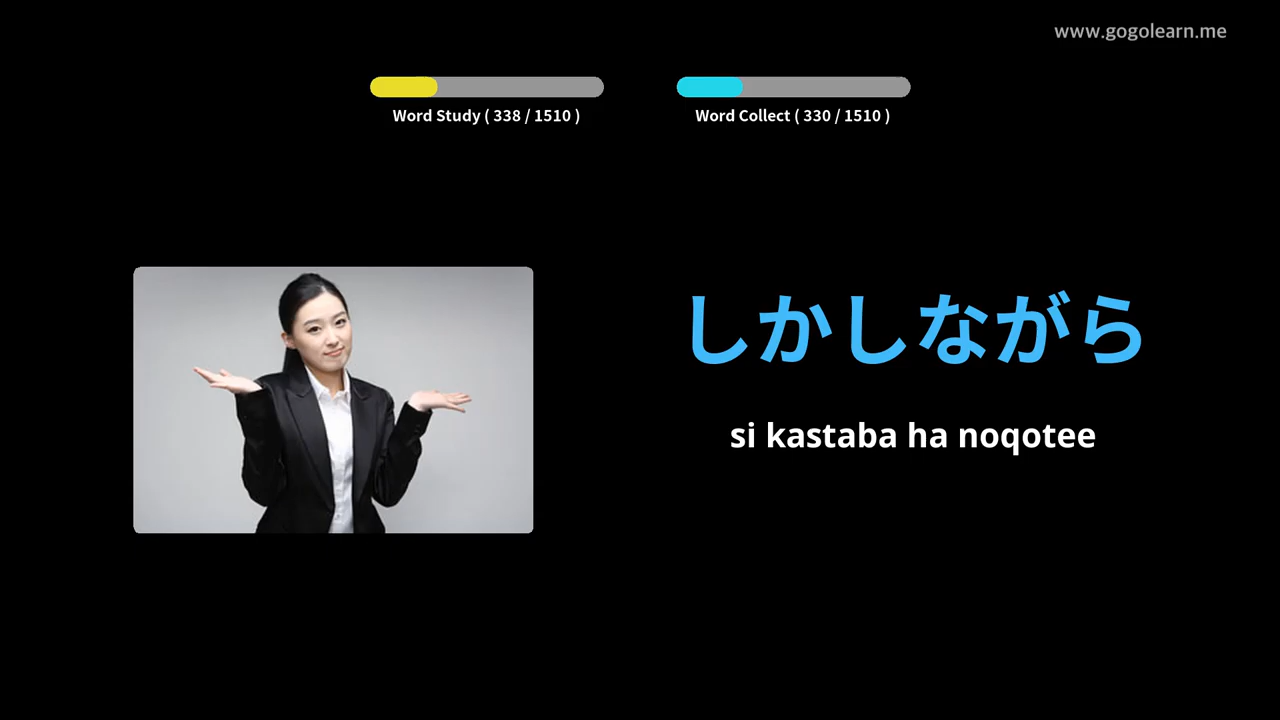 www.gogolearn.me
Word Study ( 338 / 1510 )
Word Collect ( 330 / 1510 )
しかしながら
si kastaba ha noqotee